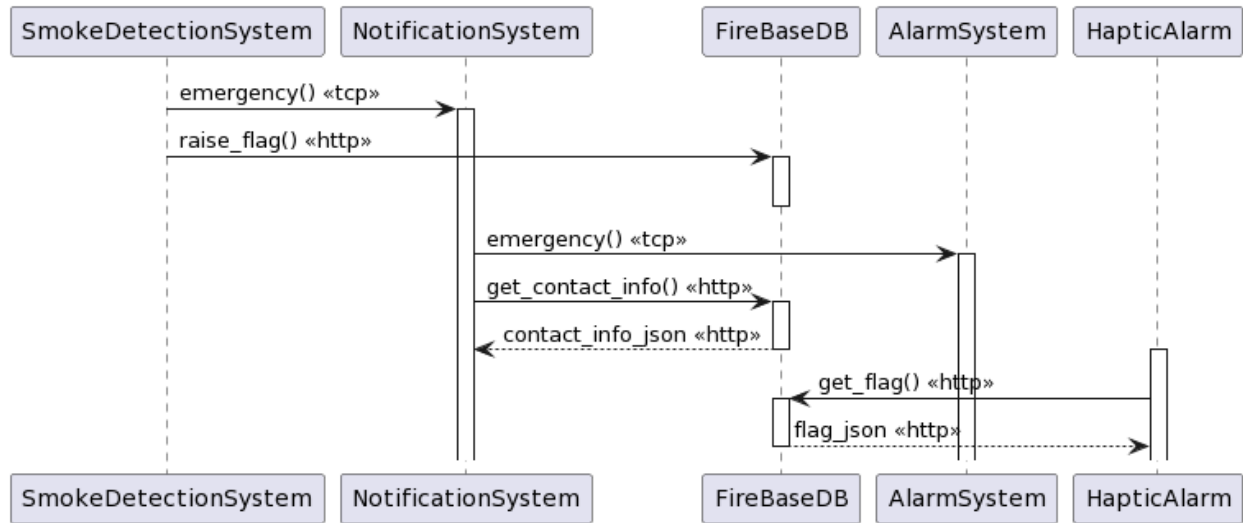 SmokeDetectionSystem NotificationSystem FireBaseDB AlarmSystem HapticAlarm
emergency() «tcp»
raise_flag() «http»
emergency() «tcp»
get_contact_info() «http»
contact_info_json «http»
get_flag() «http»
flag_json «http»
SmokeDetectionSystem NotificationSystem FireBaseDB AlarmSystem HapticAlarm